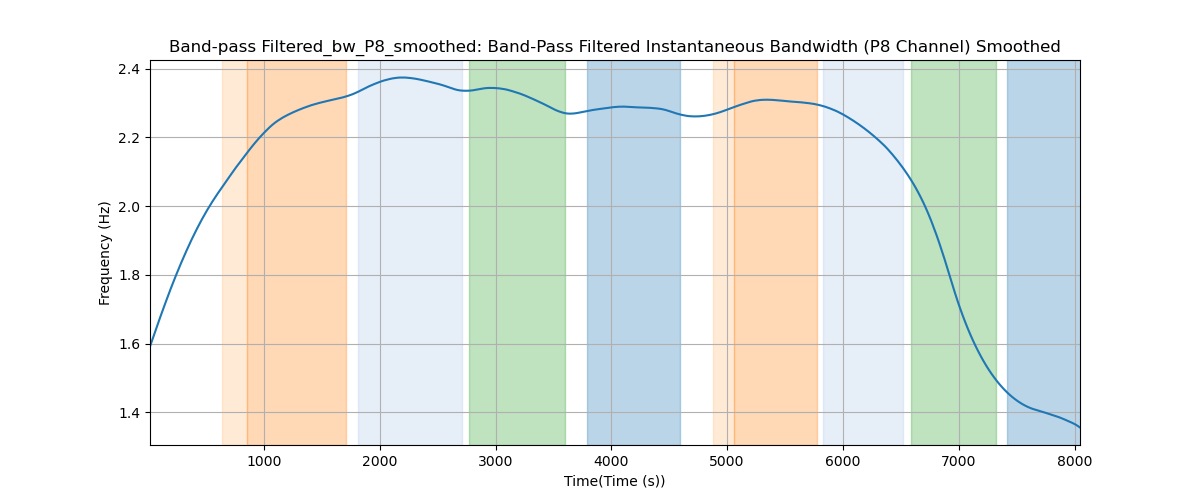 Band-pass Filtered_bw_P8_smoothed: Band-Pass Filtered Instantaneous Bandwidth (P8 Channel) Smoothed
2.4
2.2
2.0
1.8
1.6
1.4
Frequency (Hz)
1000 2000 3000 4000 5000 6000 7000 8000
Time(Time (s))